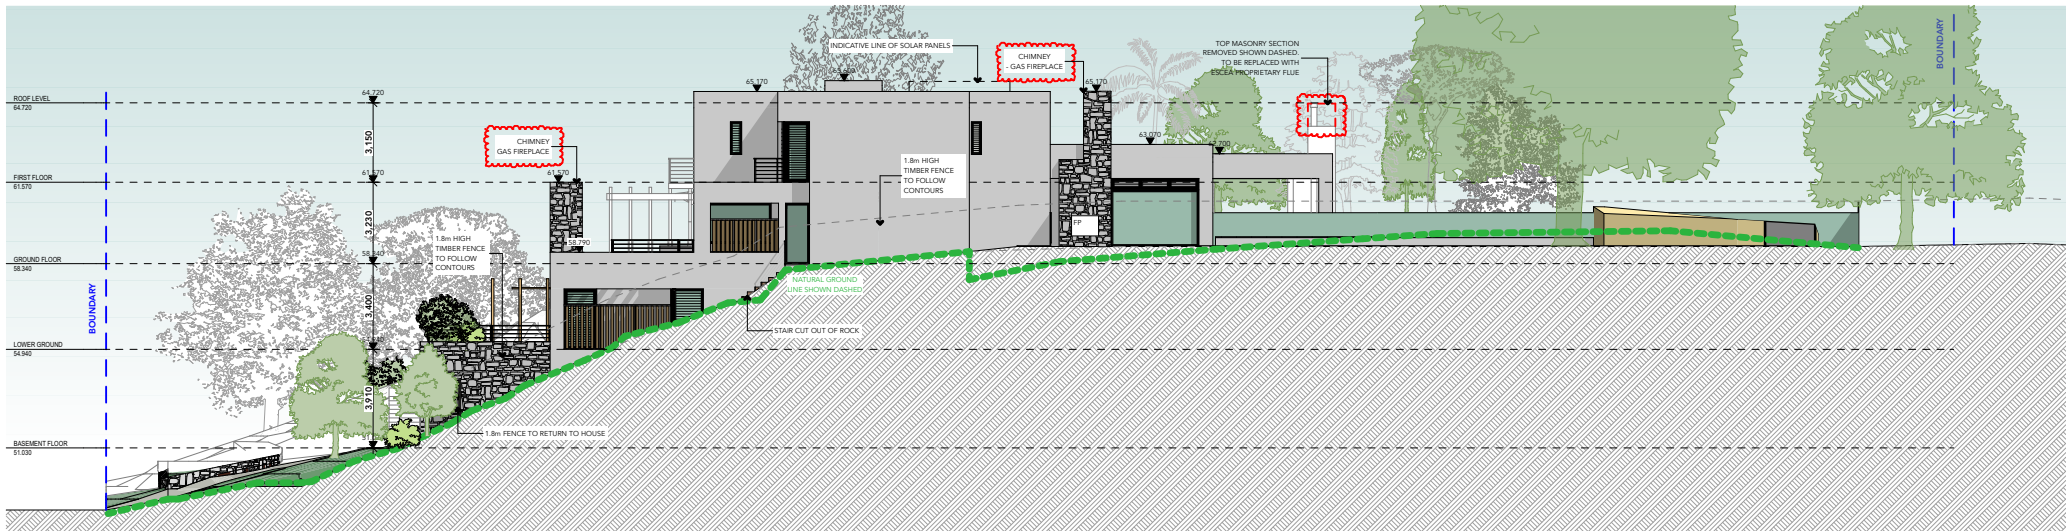 INDICATIVE LINE OF SOLAR PANELS
CHIMNEY
- GAS FIREPLACE
TOP MASONRY SECTION
REMOVED SHOWN DASHED.
TO BE REPLACED WITH
ESCEA PROPRIETARY FLUE
BOUNDARY
65.170
65.170
ROOF LEVEL
64.720
64.720
3,150
CHIMNEY
GAS FIREPLACE
63.070
62.700
1.8m HIGH
TIMBER FENCE
TO FOLLOW
CONTOURS
FIRST FLOOR
61.570
61.570
61.570
3,230
FP
1.8m HIGH
TIMBER FENCE
TO FOLLOW
CONTOURS
58.790
GROUND FLOOR
58.340
NATURAL GROUND
LINE SHOWN DASHED
BOUNDARY
3,400
STAIR CUT OUT OF ROCK
LOWER GROUND
54.940
3,910
1.8m FENCE TO RETURN TO HOUSE
BASEMENT FLOOR
51.030